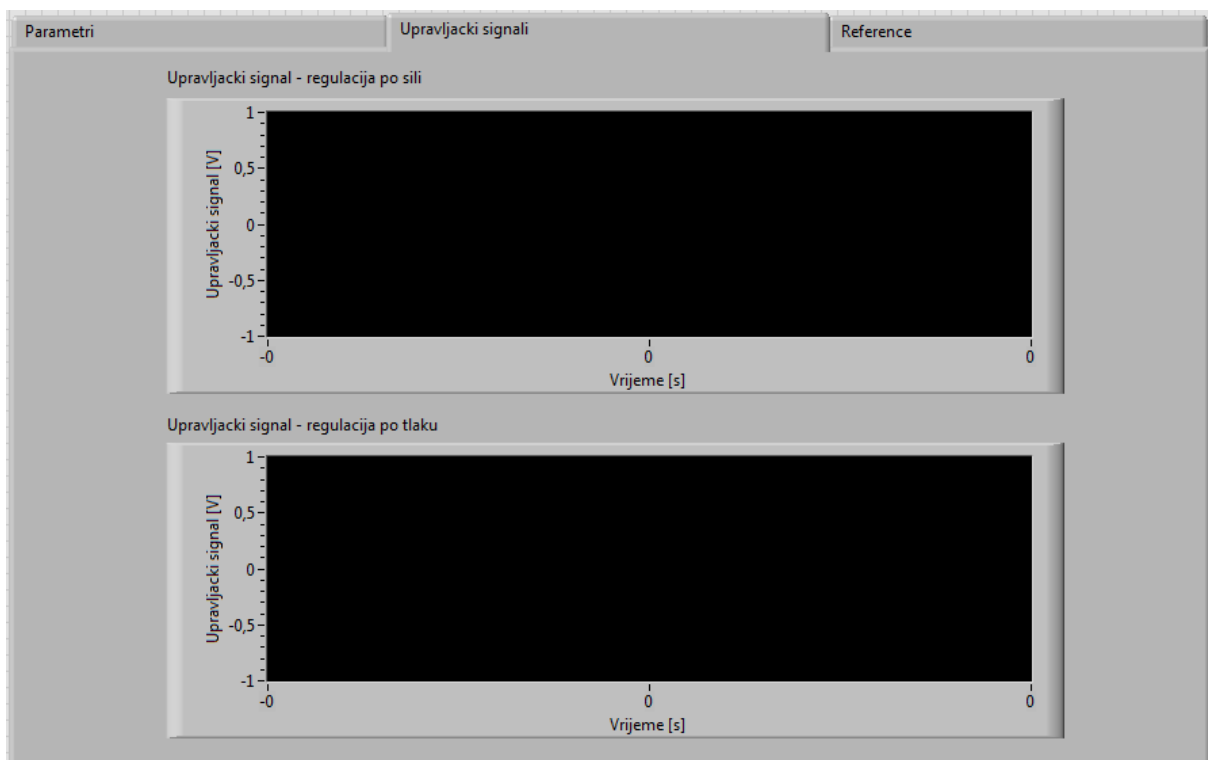 Parametri
Upravljacki signali
Reference
Upravljacki signal - regulacija po sili
Upravljacki signal [V]
1
0,5
0
-0,5
-1
-0
0
0
Vrijeme [s]
Upravljacki signal - regulacija po tlaku
Upravljacki signal [V]
1
0,5
0
-0,5
-1
-0
0
0
Vrijeme [s]